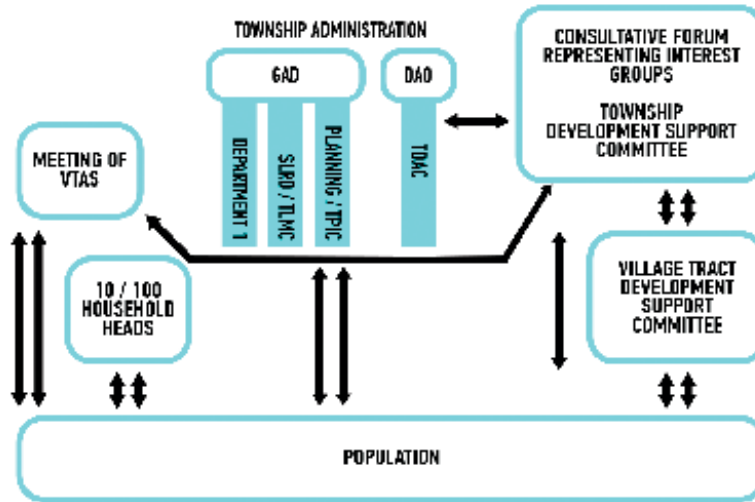 TOWNSHIP ADMINISTRATION
GAD
DAO
DEPARTMENT 1
SLRD / TLMC
PLANNING / TPIC
TDAC
CONSULTATIVE FORUM
REPRESENTING INTEREST
GROUPS
TOWNSHIP
DEVELOPMENT SUPPORT
COMMITTEE
MEETING OF
VTAS
10 / 100
HOUSEHOLD
HEADS
VILLAGE TRACT
DEVELOPMENT
SUPPORT
COMMITTEE
POPULATION